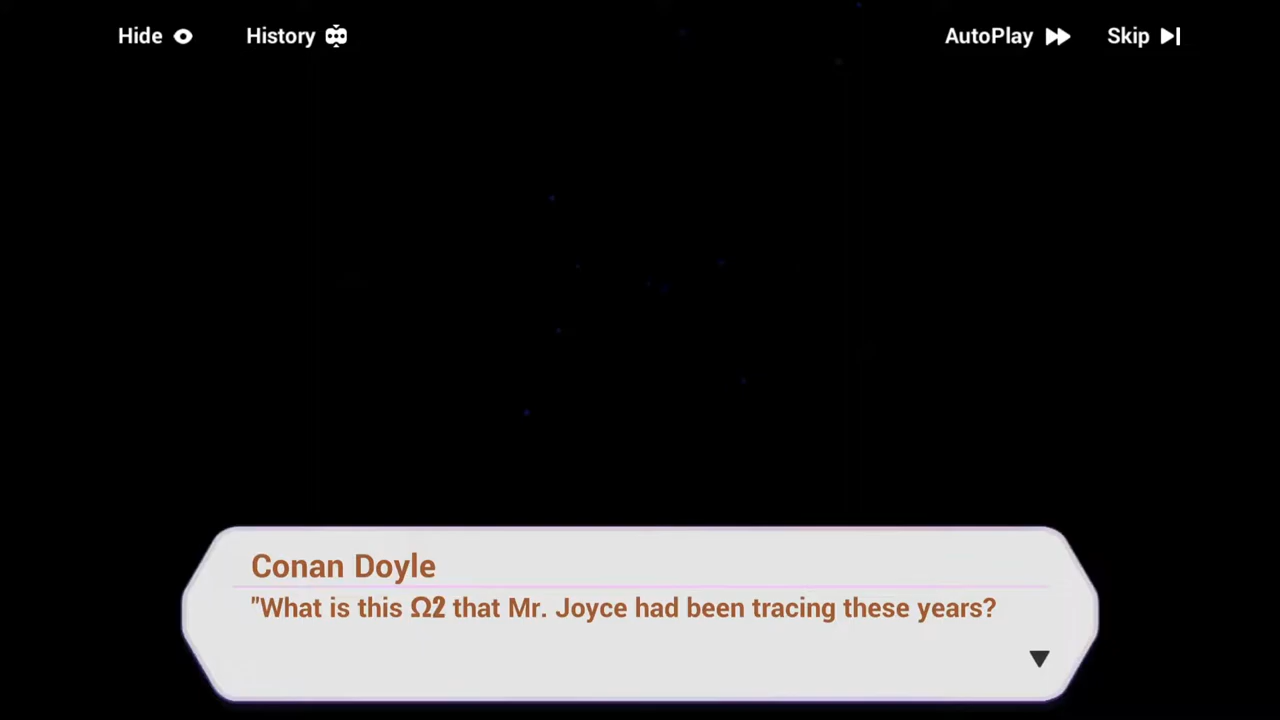 Hide
History
AutoPlay
Skip
Conan Doyle
"What is this Ω2 that Mr. Joyce had been tracing these years?